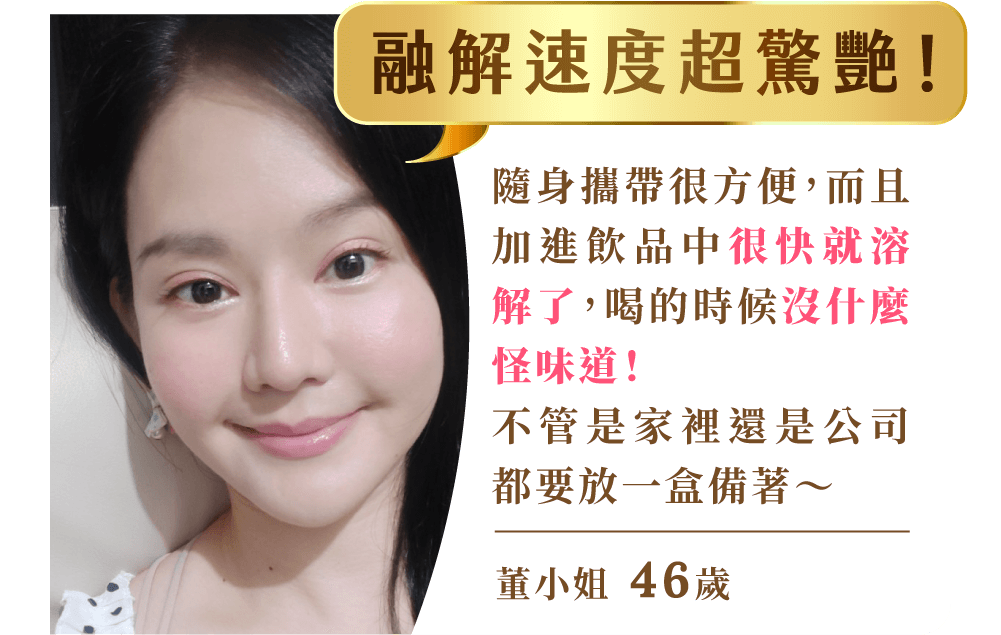 融解速度超驚艷！
隨身攜帶很方便，而且
加進飲品中很快就溶
解了，喝的時候沒什麼
怪味道！
不管是家裡還是公司
都要放一盒備著～
董小姐 46歲